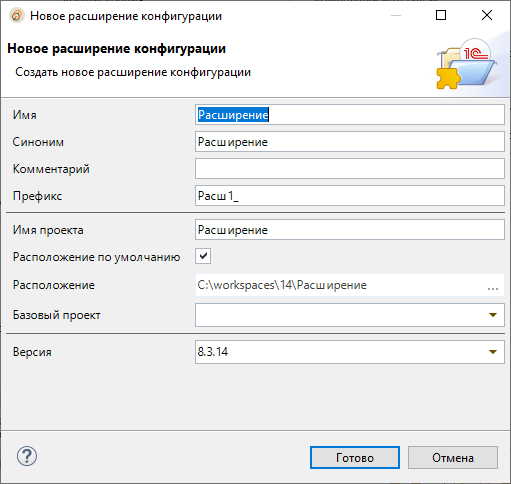 Новое расширение конфигурации
Новое расширение конфигурации
Создать новое расширение конфигурации
1С
Имя Расширение
Синоним Расширение
Комментарий
Префикс Расш1_
Имя проекта Расширение
Расположение по умолчанию
Расположение C:\workspaces\14\Расширение ...
Базовый проект
Версия 8.3.14
? Готово Отмена